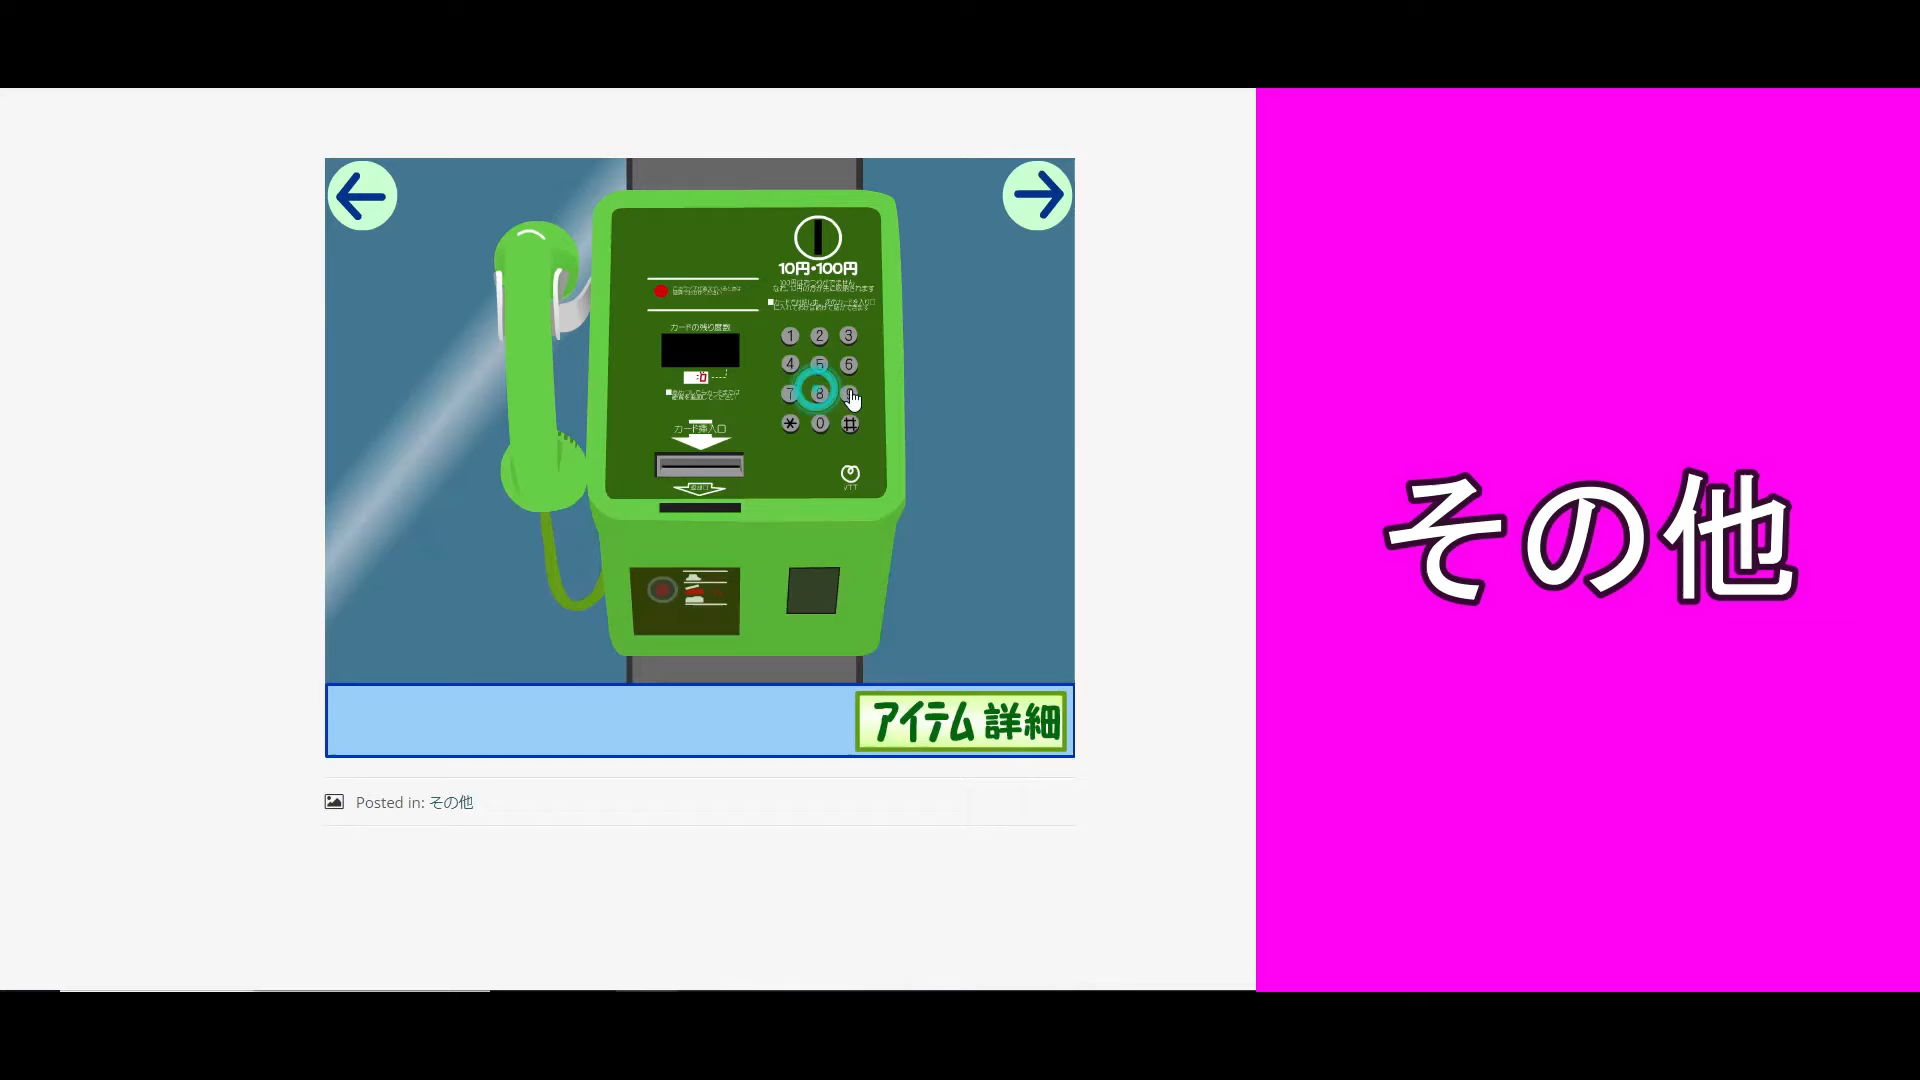 10円・100円
カードの残り度数
1 2 3
4 5 6
7 8
* 0 #
カード挿入口
アイテム詳細
Posted in: その他
その他